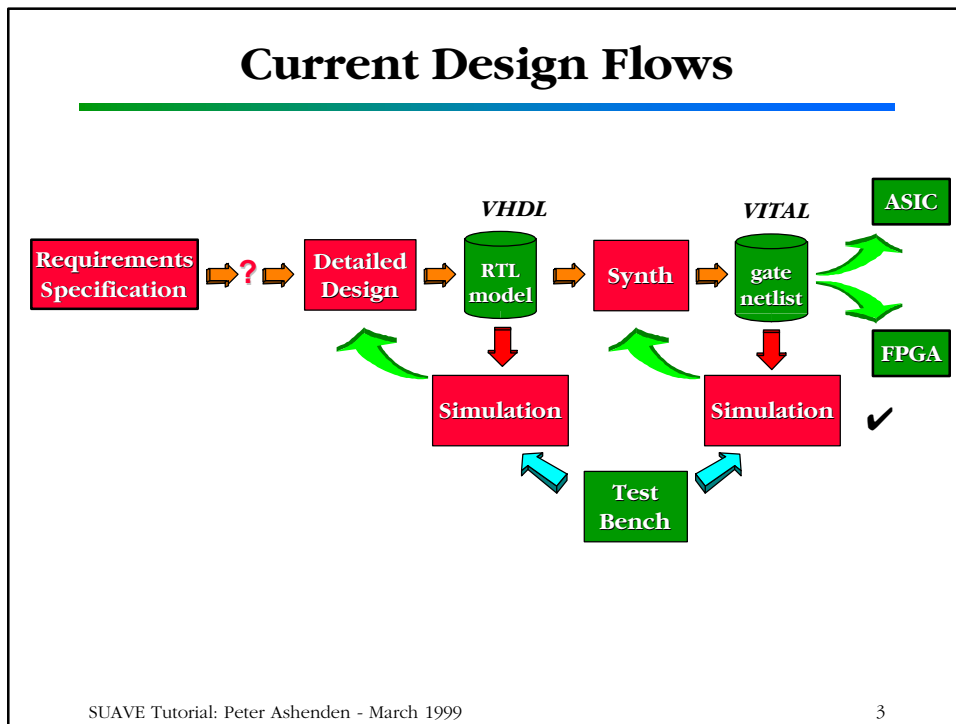 Current Design Flows
VHDL
VITAL
ASIC
Requirements
Specification
?
Detailed
Design
RTL
model
Synth
gate
netlist
FPGA
Simulation
Simulation
✔
Test
Bench
SUAVE Tutorial: Peter Ashenden - March 1999
3